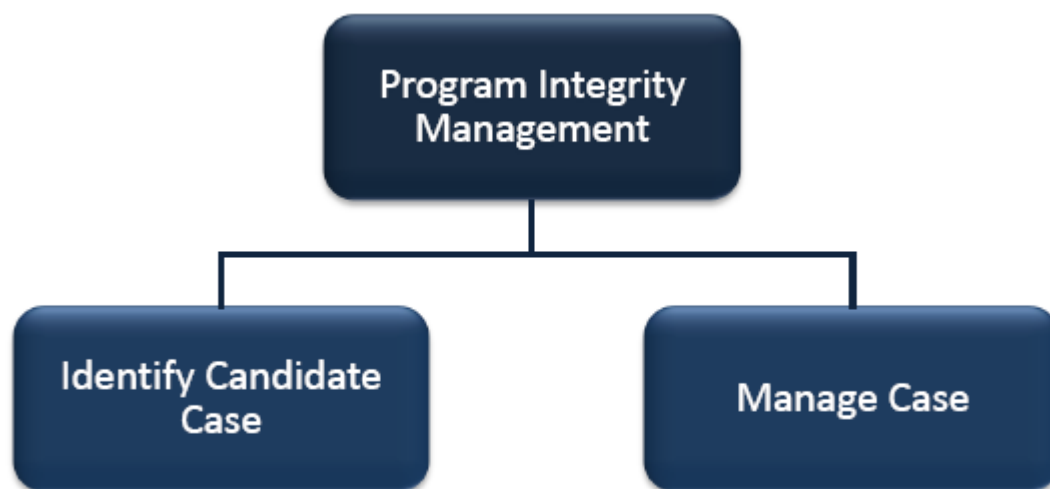 Program Integrity
Management
Identify Candidate
Case
Manage Case